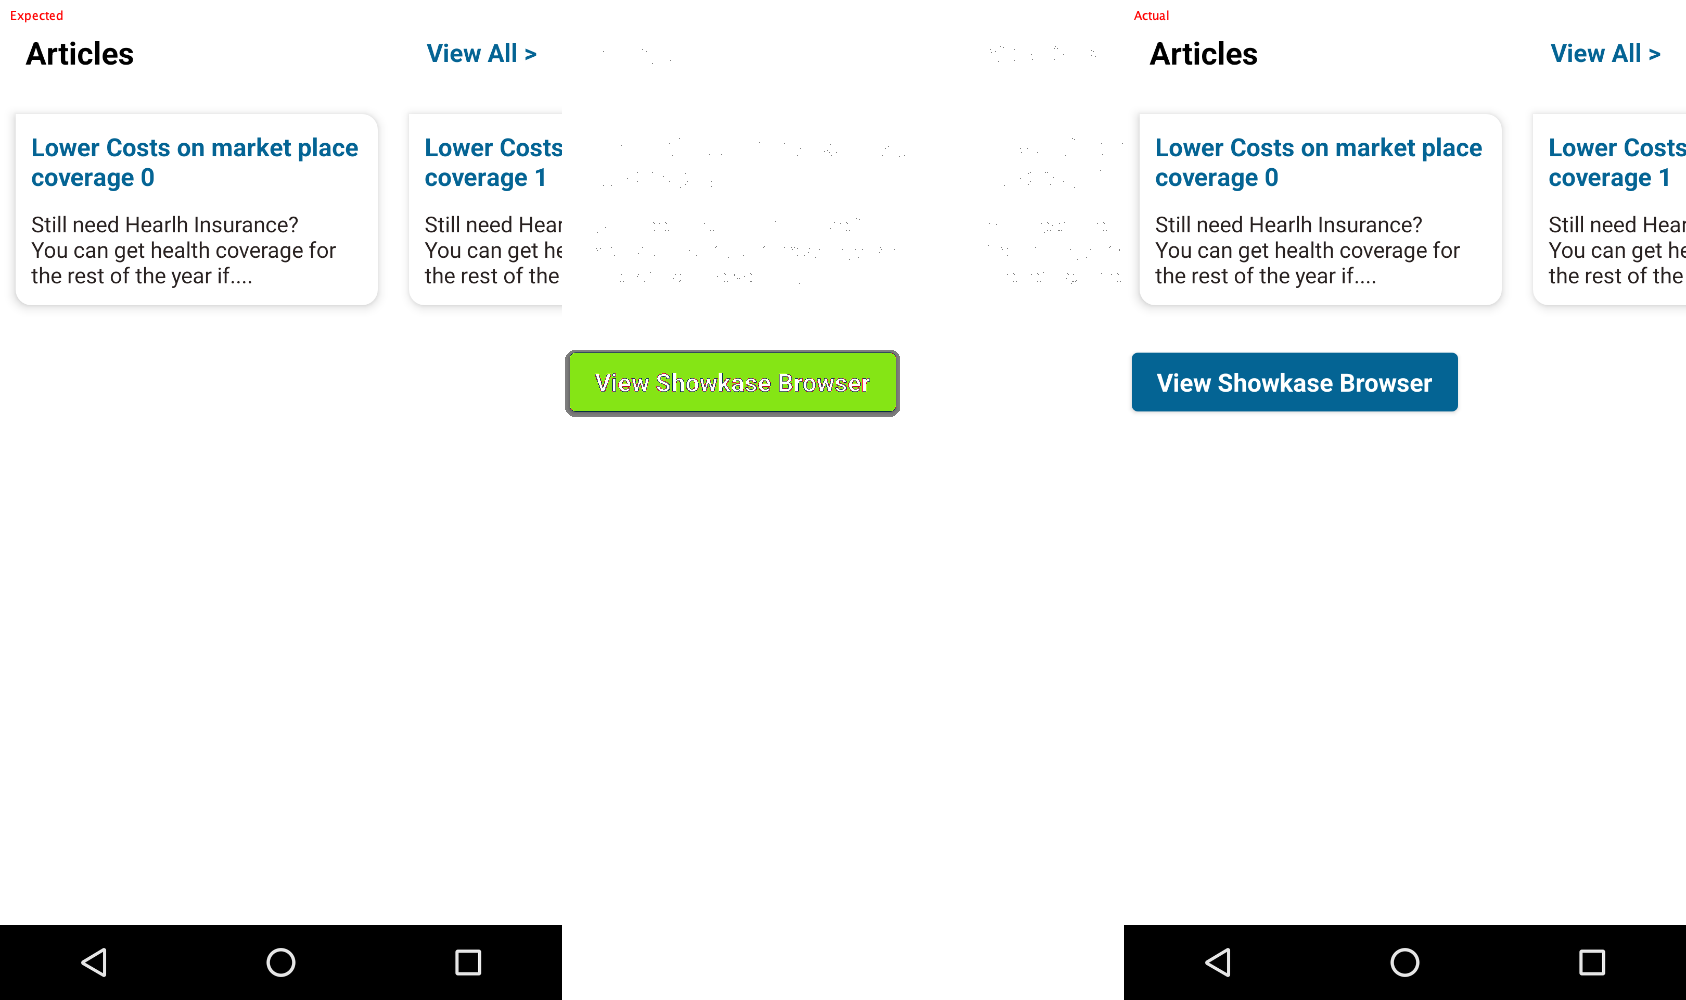 Expected
Articles
View All >
Lower Costs on market place
coverage 0
Still need Hearlh Insurance?
You can get health coverage for
the rest of the year if....
Lower Costs
coverage 1
Still need Hear
You can get he
the rest of the
View Showkase Browser
Actual
Articles
View All >
Lower Costs on market place
coverage 0
Still need Hearlh Insurance?
You can get health coverage for
the rest of the year if....
Lower Costs
coverage 1
Still need Hear
You can get he
the rest of the
View Showkase Browser